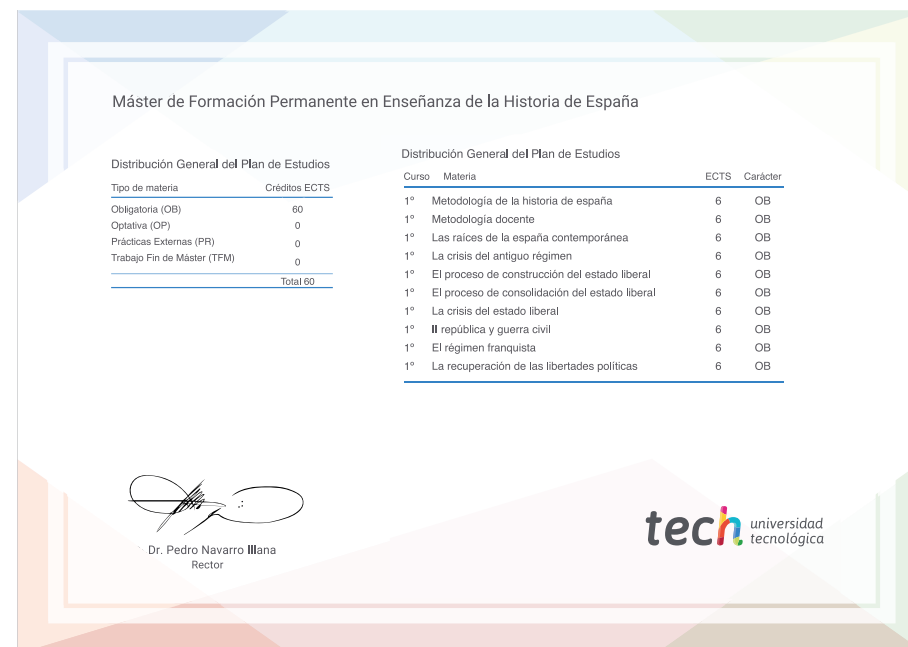 Máster de Formación Permanente en Enseñanza de la Historia de España
Distribución General del Plan de Estudios
Tipo de materia Créditos ECTS
Obligatoria (OB) 60
Optativa (OP) 0
Prácticas Externas (PR) 0
Trabajo Fin de Máster (TFM) 0
Total 60
Distribución General del Plan de Estudios
Curso Materia ECTS Carácter
1º Metodología de la historia de españa 6 OB
1º Metodología docente 6 OB
1º Las raíces de la españa contemporánea 6 OB
1º La crisis del antiguo régimen 6 OB
1º El proceso de construcción del estado liberal 6 OB
1º El proceso de consolidación del estado liberal 6 OB
1º La crisis del estado liberal 6 OB
1º II república y guerra civil 6 OB
1º El régimen franquista 6 OB
1º La recuperación de las libertades políticas 6 OB
Dr. Pedro Navarro Illana
Rector
tech universidad
tecnológica